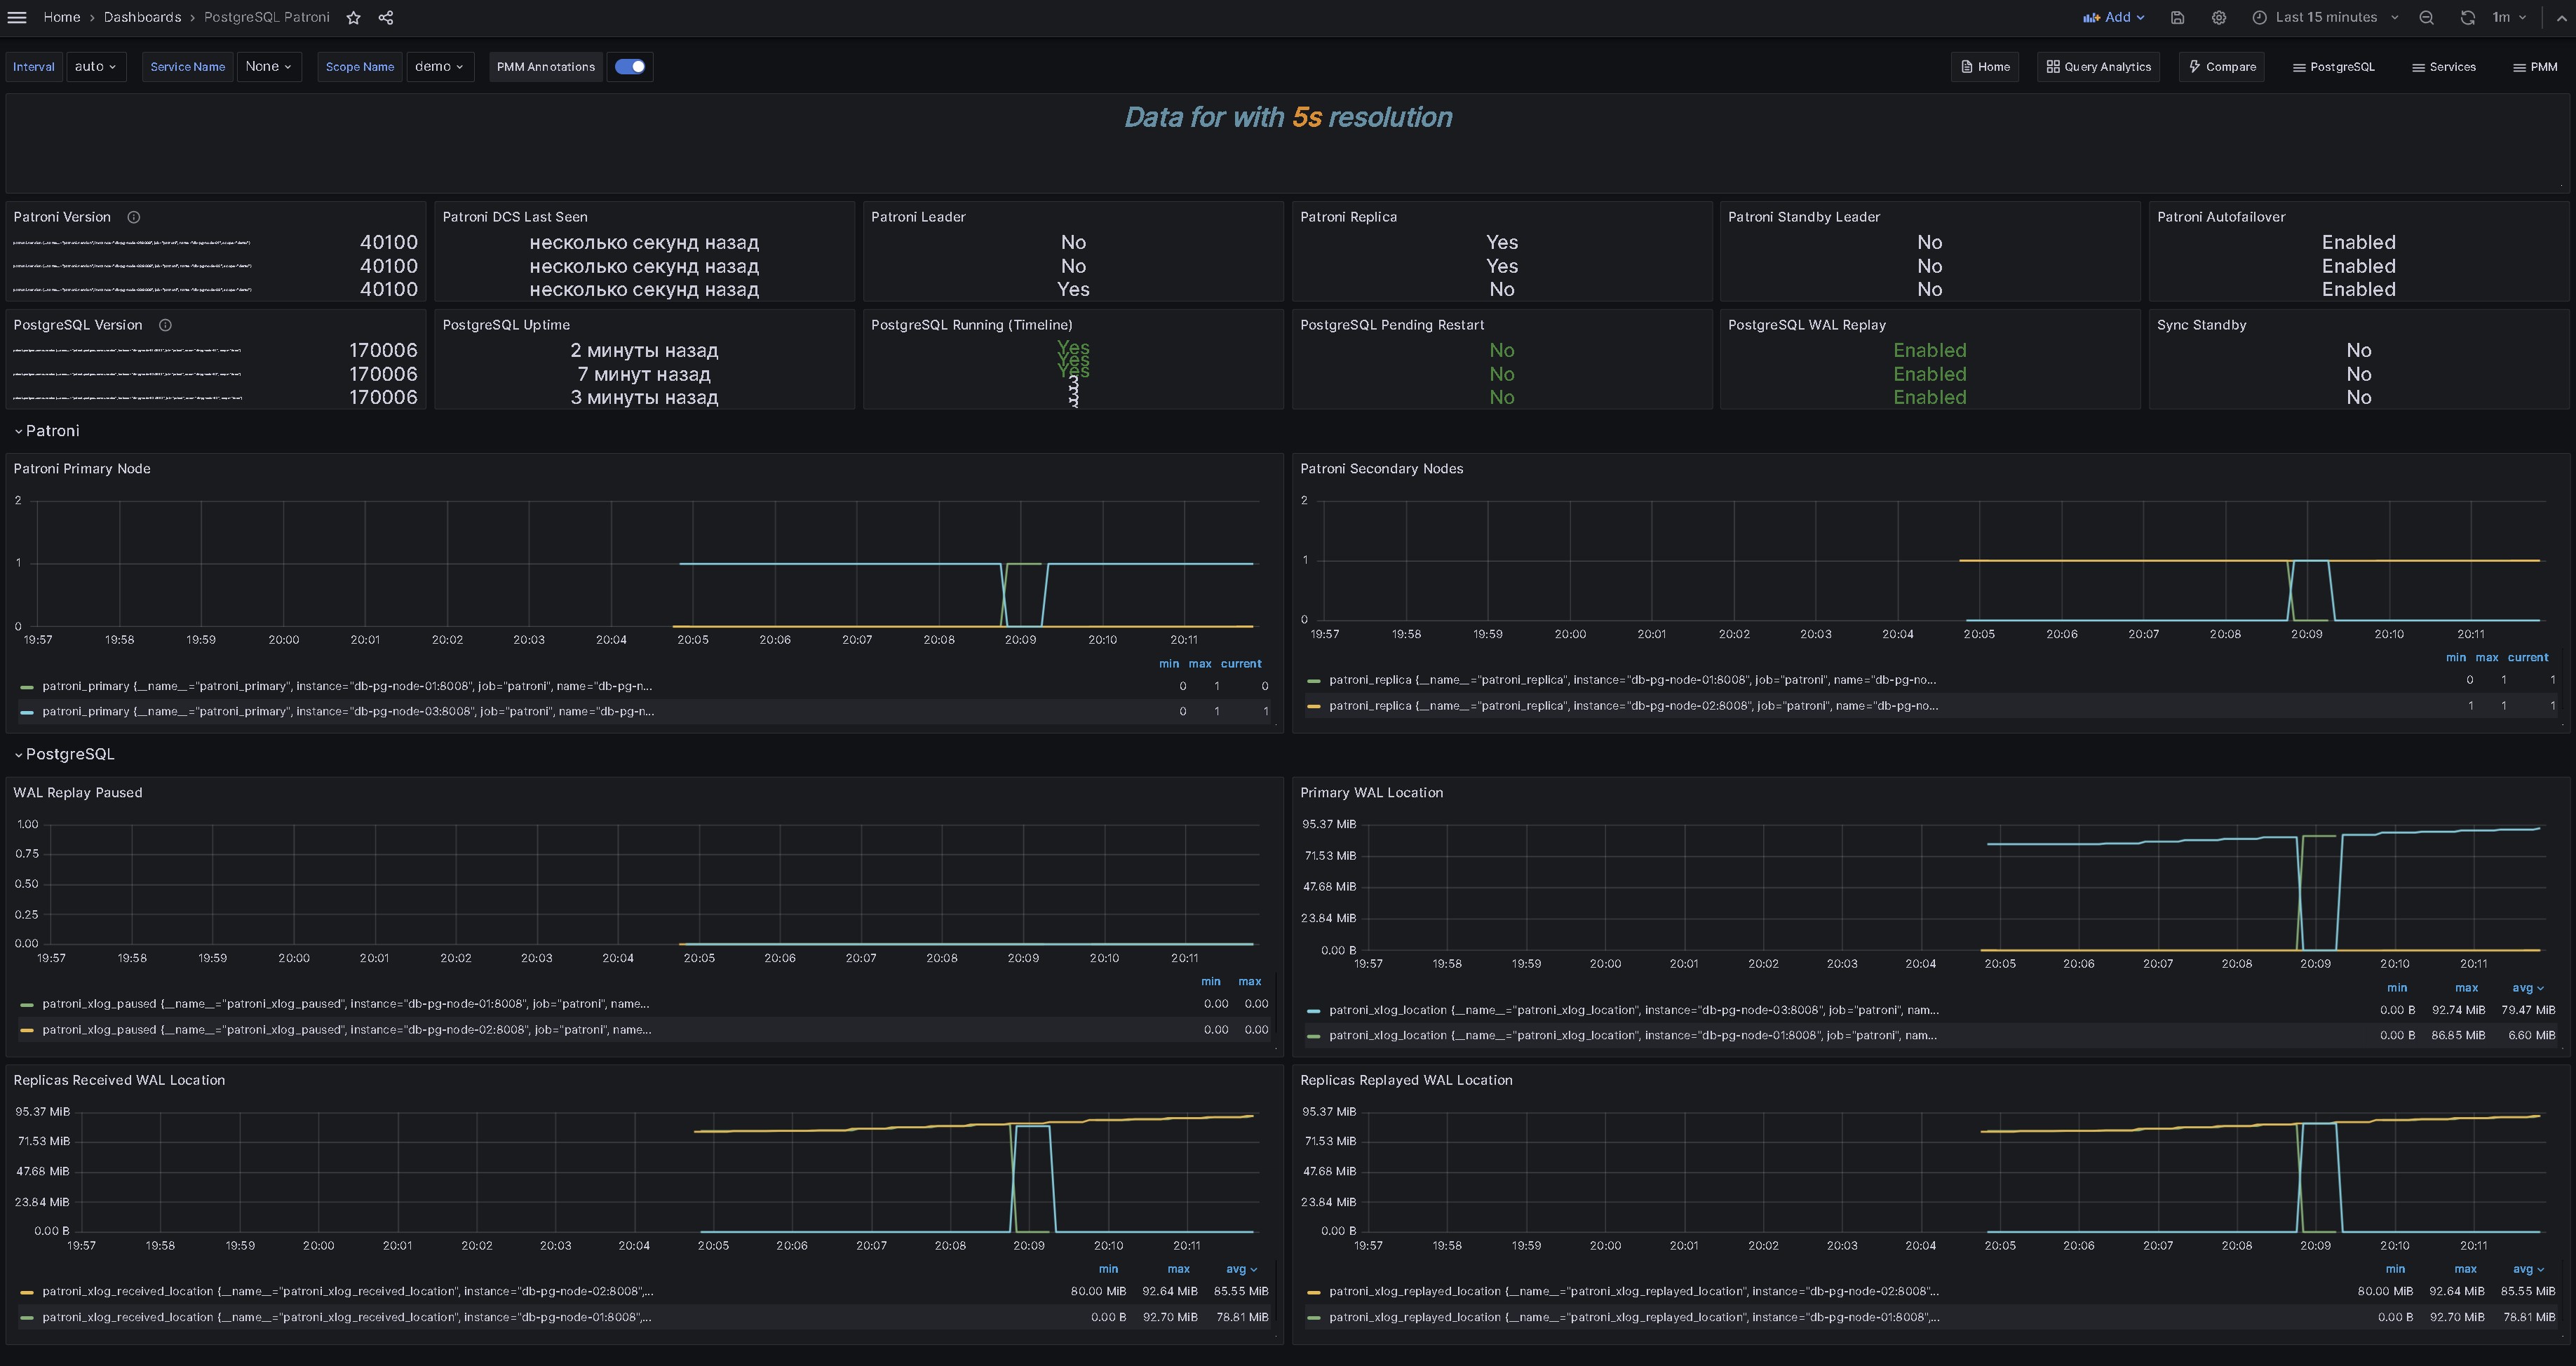 Home › Dashboards › PostgreSQL Patroni
Add
Last 15 minutes
1m
Interval auto
Service Name None
Scope Name demo
PMM Annotations
Home
Query Analytics
Compare
PostgreSQL
Services
PMM
Data for with 5s resolution
Patroni Version
40100
40100
40100
Patroni DCS Last Seen
несколько секунд назад
несколько секунд назад
несколько секунд назад
Patroni Leader
No
No
Yes
Patroni Replica
Yes
Yes
No
Patroni Standby Leader
No
No
No
Patroni Autofailover
Enabled
Enabled
Enabled
PostgreSQL Version
170006
170006
170006
PostgreSQL Uptime
2 минуты назад
7 минут назад
3 минуты назад
PostgreSQL Running (Timeline)
Yes
Yes
Yes
3
3
3
PostgreSQL Pending Restart
No
No
No
PostgreSQL WAL Replay
Enabled
Enabled
Enabled
Sync Standby
No
No
No
Patroni
Patroni Primary Node
2
1
0
19:57 19:58 19:59 20:00 20:01 20:02 20:03 20:04 20:05 20:06 20:07 20:08 20:09 20:10 20:11
min max current
patroni_primary {__name__="patroni_primary", instance="db-pg-node-01:8008", job="patroni", name="db-pg-n... 0 1 0
patroni_primary {__name__="patroni_primary", instance="db-pg-node-03:8008", job="patroni", name="db-pg-n... 0 1 1
Patroni Secondary Nodes
2
1
0
19:57 19:58 19:59 20:00 20:01 20:02 20:03 20:04 20:05 20:06 20:07 20:08 20:09 20:10 20:11
min max current
patroni_replica {__name__="patroni_replica", instance="db-pg-node-01:8008", job="patroni", name="db-pg-no... 0 1 1
patroni_replica {__name__="patroni_replica", instance="db-pg-node-02:8008", job="patroni", name="db-pg-no... 1 1 1
PostgreSQL
WAL Replay Paused
1.00
0.75
0.50
0.25
0.00
19:57 19:58 19:59 20:00 20:01 20:02 20:03 20:04 20:05 20:06 20:07 20:08 20:09 20:10 20:11
min max
patroni_xlog_paused {__name__="patroni_xlog_paused", instance="db-pg-node-01:8008", job="patroni", name... 0.00 0.00
patroni_xlog_paused {__name__="patroni_xlog_paused", instance="db-pg-node-02:8008", job="patroni", name... 0.00 0.00
Primary WAL Location
95.37 MiB
71.53 MiB
47.68 MiB
23.84 MiB
0.00 B
19:57 19:58 19:59 20:00 20:01 20:02 20:03 20:04 20:05 20:06 20:07 20:08 20:09 20:10 20:11
min max avg
patroni_xlog_location {__name__="patroni_xlog_location", instance="db-pg-node-03:8008", job="patroni", nam... 0.00 B 92.74 MiB 79.47 MiB
patroni_xlog_location {__name__="patroni_xlog_location", instance="db-pg-node-01:8008", job="patroni", nam... 0.00 B 86.85 MiB 6.60 MiB
Replicas Received WAL Location
95.37 MiB
71.53 MiB
47.68 MiB
23.84 MiB
0.00 B
19:57 19:58 19:59 20:00 20:01 20:02 20:03 20:04 20:05 20:06 20:07 20:08 20:09 20:10 20:11
min max avg
patroni_xlog_received_location {__name__="patroni_xlog_received_location", instance="db-pg-node-02:8008",... 80.00 MiB 92.64 MiB 85.55 MiB
patroni_xlog_received_location {__name__="patroni_xlog_received_location", instance="db-pg-node-01:8008",... 0.00 B 92.70 MiB 78.81 MiB
Replicas Replayed WAL Location
95.37 MiB
71.53 MiB
47.68 MiB
23.84 MiB
0.00 B
19:57 19:58 19:59 20:00 20:01 20:02 20:03 20:04 20:05 20:06 20:07 20:08 20:09 20:10 20:11
min max avg
patroni_xlog_replayed_location {__name__="patroni_xlog_replayed_location", instance="db-pg-node-02:8008"... 80.00 MiB 92.64 MiB 85.55 MiB
patroni_xlog_replayed_location {__name__="patroni_xlog_replayed_location", instance="db-pg-node-01:8008",... 0.00 B 92.70 MiB 78.81 MiB